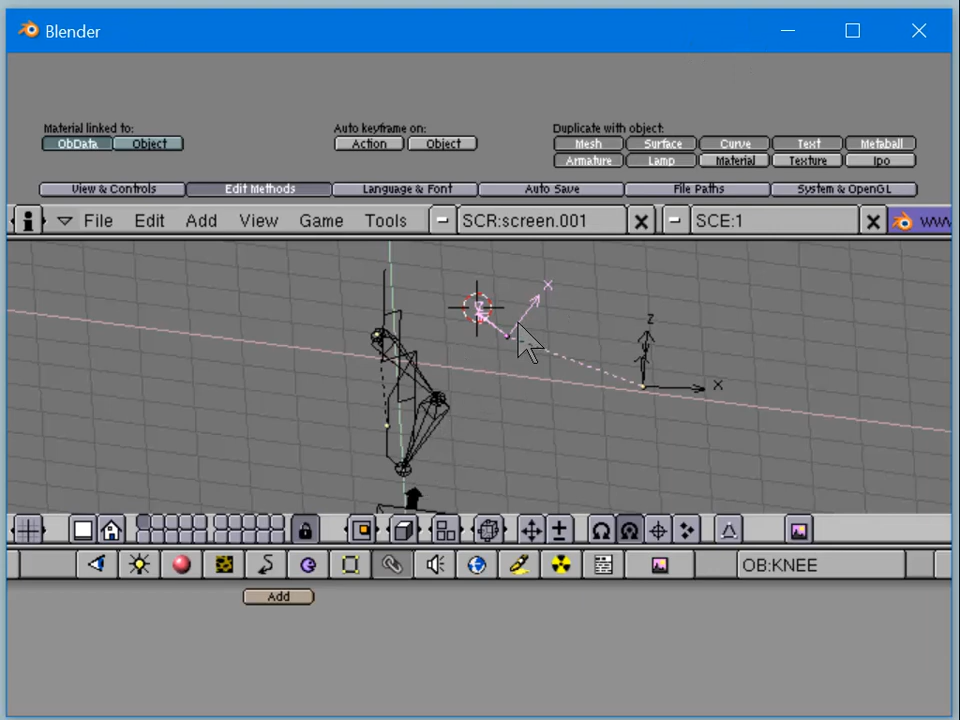 Blender
Material linked to:
ObData Object
Auto keyframe on:
Action Object
Duplicate with object:
Mesh Surface Curve Text Metaball
Armature Lamp Material Texture Ipo
View & Controls Edit Methods Language & Font Auto Save File Paths System & OpenGL
File Edit Add View Game Tools SCR:screen.001 SCE:1 www
X
Z
X
OB:KNEE
Add